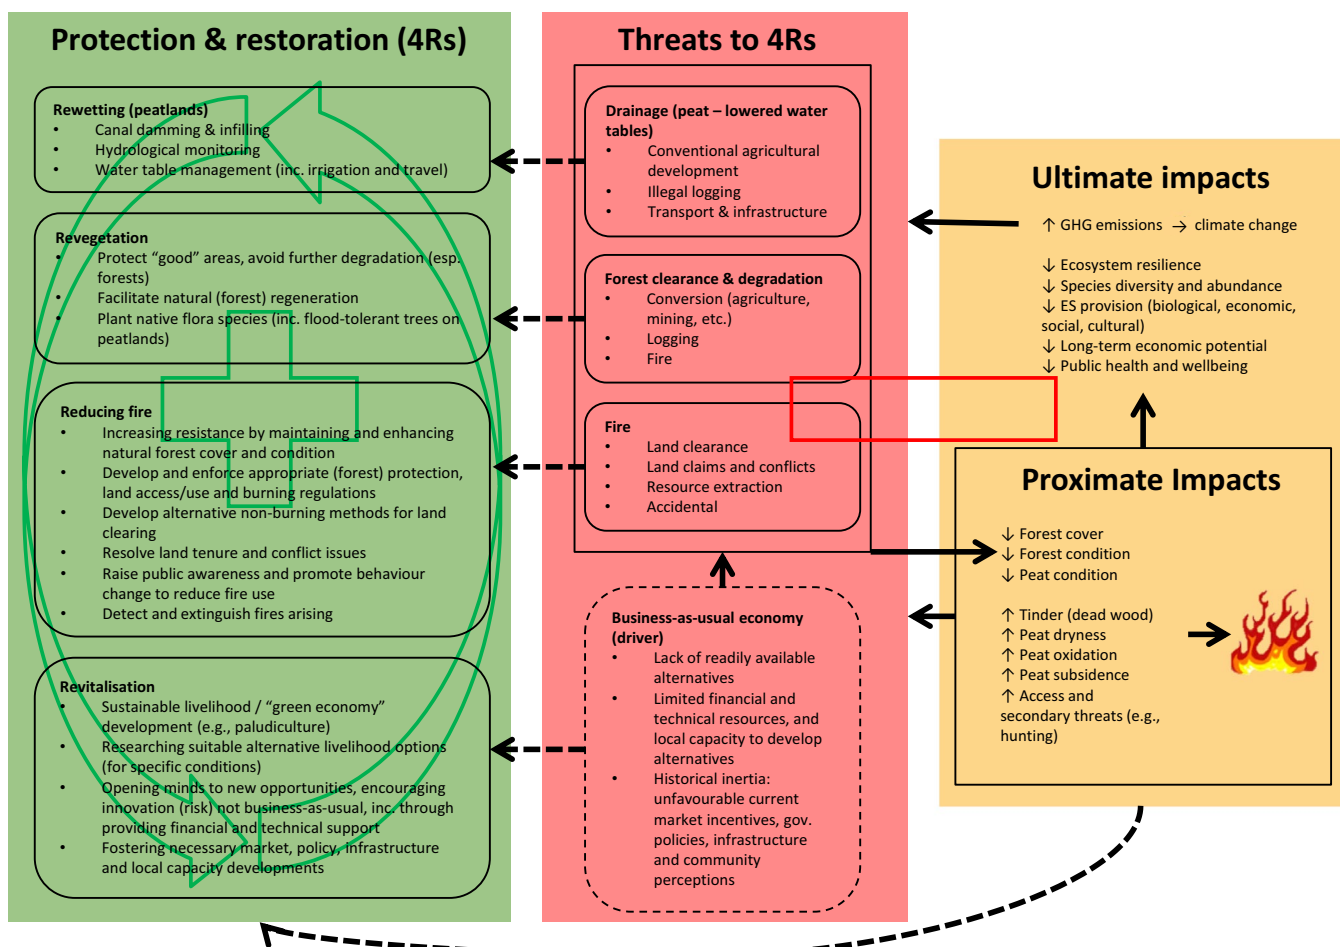 Protection & restoration (4Rs)
Rewetting (peatlands)
• Canal damming & infilling
• Hydrological monitoring
• Water table management (inc. irrigation and travel)
Revegetation
• Protect “good” areas, avoid further degradation (esp.
forests)
• Facilitate natural (forest) regeneration
• Plant native flora species (inc. flood-tolerant trees on
peatlands)
Reducing fire
• Increasing resistance by maintaining and enhancing
natural forest cover and condition
• Develop and enforce appropriate (forest) protection,
land access/use and burning regulations
• Develop alternative non-burning methods for land
clearing
• Resolve land tenure and conflict issues
• Raise public awareness and promote behaviour
change to reduce fire use
• Detect and extinguish fires arising
Revitalisation
• Sustainable livelihood / “green economy”
development (e.g., paludiculture)
• Researching suitable alternative livelihood options
(for specific conditions)
• Opening minds to new opportunities, encouraging
innovation (risk) not business-as-usual, inc. through
providing financial and technical support
• Fostering necessary market, policy, infrastructure
and local capacity developments
Threats to 4Rs
Drainage (peat – lowered water
tables)
• Conventional agricultural
development
• Illegal logging
• Transport & infrastructure
Forest clearance & degradation
• Conversion (agriculture,
mining, etc.)
• Logging
• Fire
Fire
• Land clearance
• Land claims and conflicts
• Resource extraction
• Accidental
Business-as-usual economy
(driver)
• Lack of readily available
alternatives
• Limited financial and
technical resources, and
local capacity to develop
alternatives
• Historical inertia:
unfavourable current
market incentives, gov.
policies, infrastructure
and community
perceptions
Ultimate impacts
↑ GHG emissions → climate change
↓ Ecosystem resilience
↓ Species diversity and abundance
↓ ES provision (biological, economic,
social, cultural)
↓ Long-term economic potential
↓ Public health and wellbeing
Proximate Impacts
↓ Forest cover
↓ Forest condition
↓ Peat condition
↑ Tinder (dead wood)
↑ Peat dryness
↑ Peat oxidation
↑ Peat subsidence
↑ Access and
secondary threats (e.g.,
hunting)